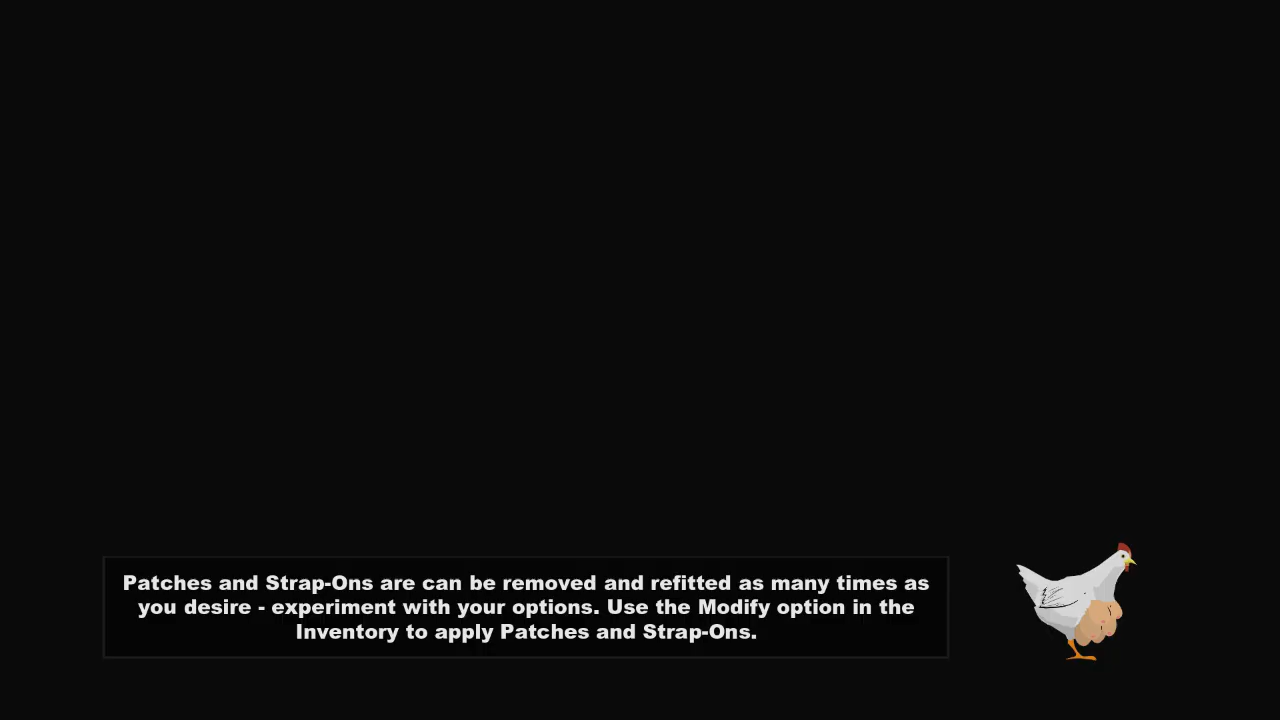 Patches and Strap-Ons are can be removed and refitted as many times as
you desire - experiment with your options. Use the Modify option in the
Inventory to apply Patches and Strap-Ons.